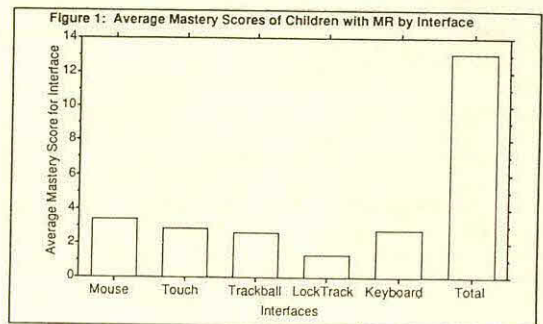 Figure 1: Average Mastery Scores of Children with MR by Interface
Average Mastery Score for Interface
14
12
10
8
6
4
2
0
Mouse Touch Trackball LockTrack Keyboard Total
Interfaces